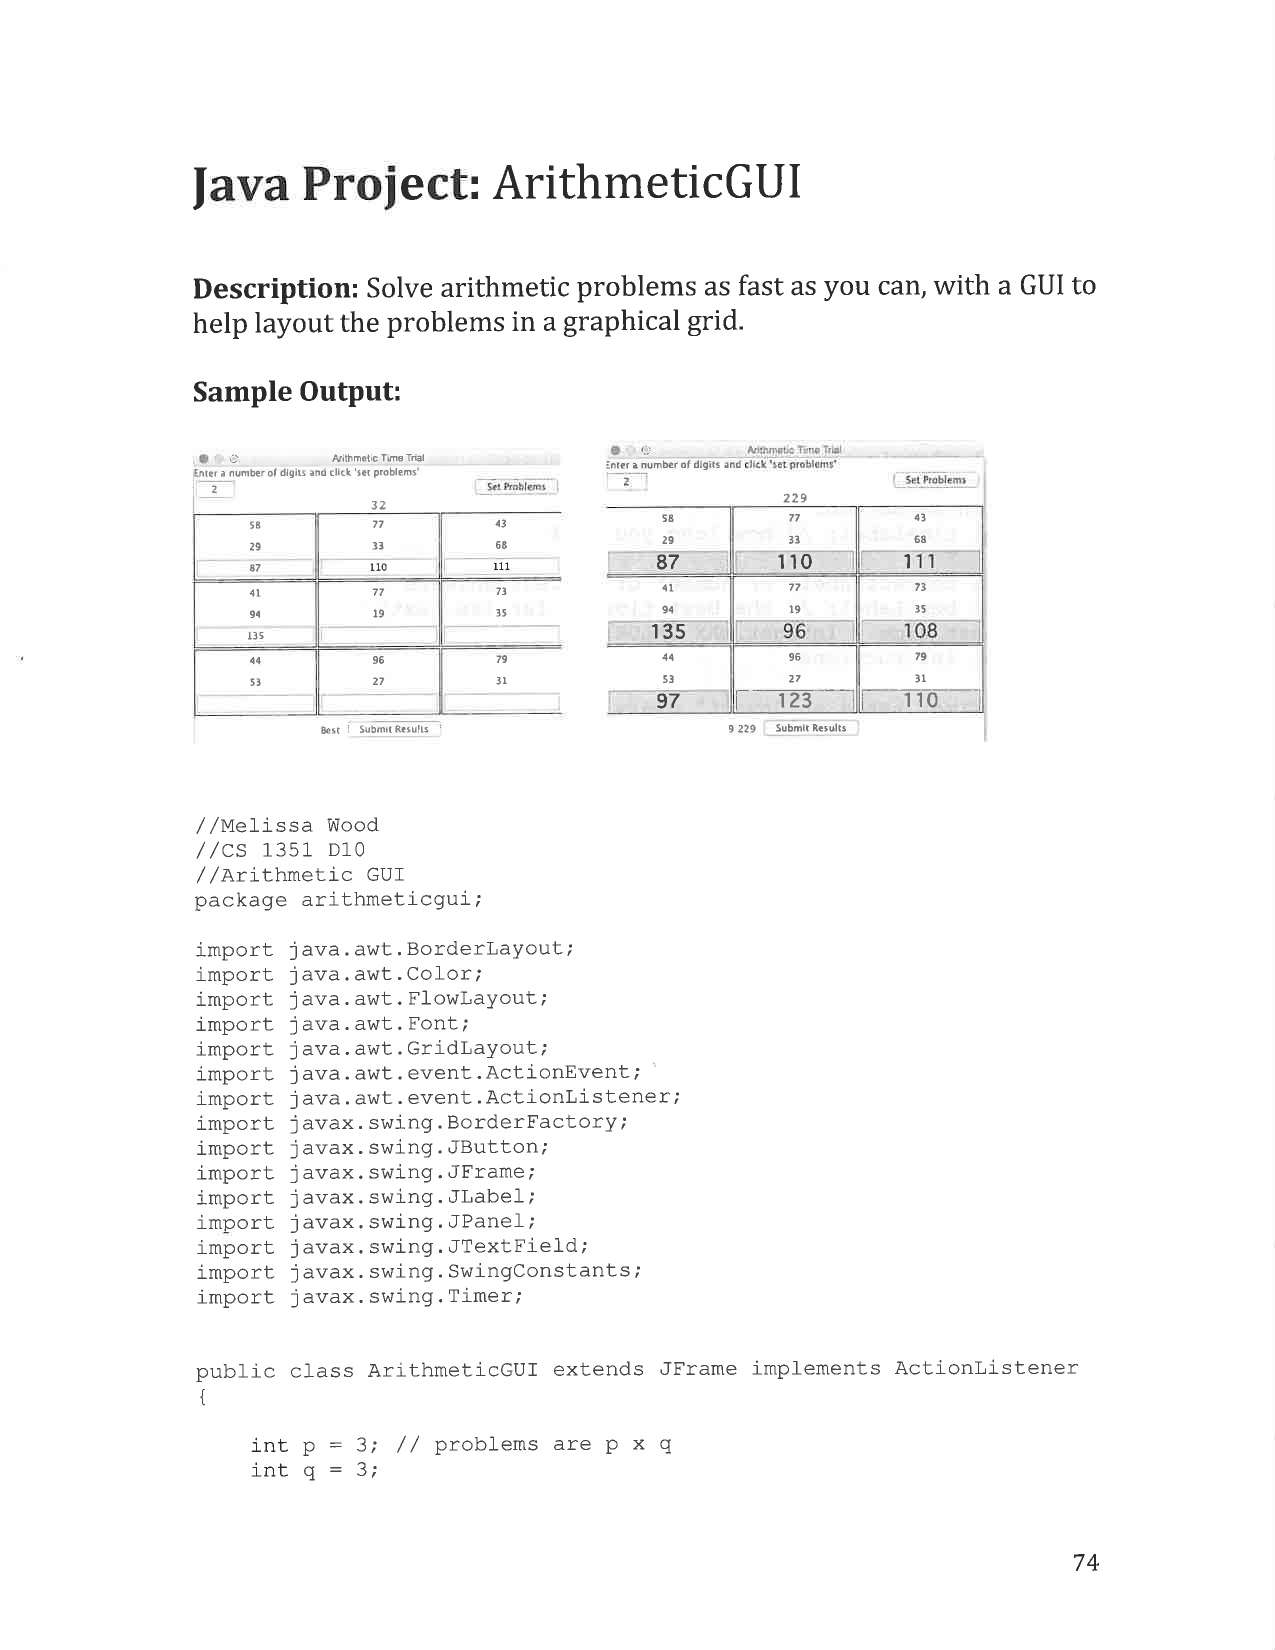 Java Project: ArithmeticGUI
Description: Solve arithmetic problems as fast as you can, with a GUI to
help layout the problems in a graphical grid.
Sample Output:
Arithmetic Time Trial
Enter a number of digits and click 'set problems'
2 Set Problems
32
58 77 43
29 33 68
87 110 111
41 77 73
94 19 35
135
44 96 79
53 27 31
Best Submit Results
Arithmetic Time Trial
Enter a number of digits and click 'set problems'
2 Set Problems
229
58 77 43
29 33 68
87 110 111
41 77 73
94 19 35
135 96 108
44 96 79
53 27 31
97 123 110
9 229 Submit Results
//Melissa Wood
//CS 1351 D10
//Arithmetic GUI
package arithmeticgui;
import java.awt.BorderLayout;
import java.awt.Color;
import java.awt.FlowLayout;
import java.awt.Font;
import java.awt.GridLayout;
import java.awt.event.ActionEvent;
import java.awt.event.ActionListener;
import javax.swing.BorderFactory;
import javax.swing.JButton;
import javax.swing.JFrame;
import javax.swing.JLabel;
import javax.swing.JPanel;
import javax.swing.JTextField;
import javax.swing.SwingConstants;
import javax.swing.Timer;
public class ArithmeticGUI extends JFrame implements ActionListener
{
int p = 3; // problems are p x q
int q = 3;
74